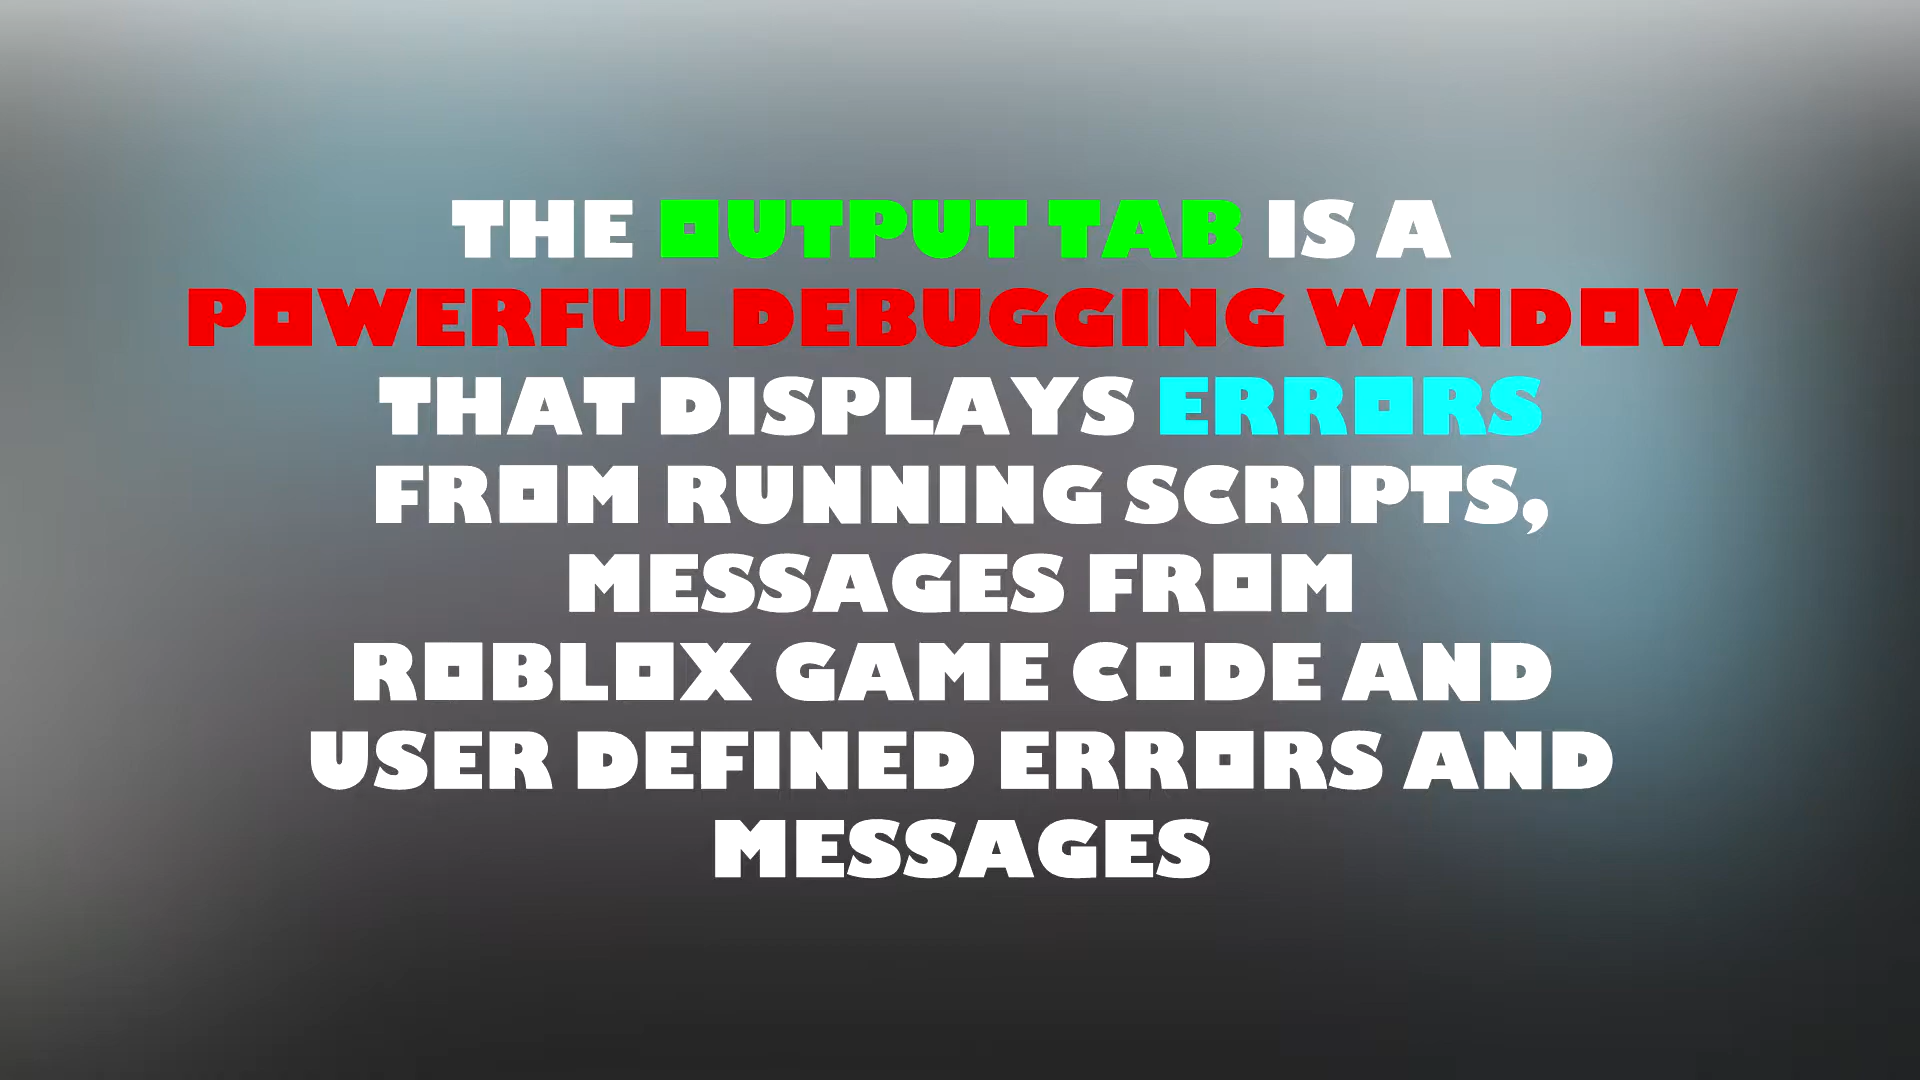 THE OUTPUT TAB IS A
POWERFUL DEBUGGING WINDOW
THAT DISPLAYS ERRORS
FROM RUNNING SCRIPTS,
MESSAGES FROM
ROBLOX GAME CODE AND
USER DEFINED ERRORS AND
MESSAGES